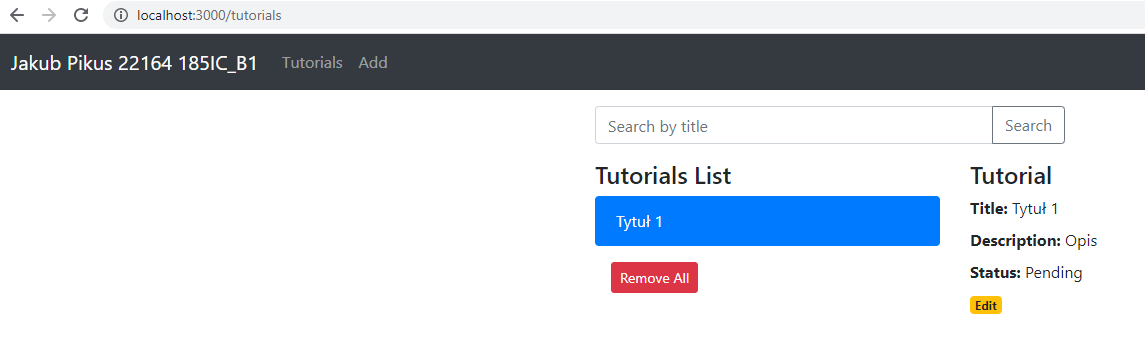 localhost:3000/tutorials
Jakub Pikus 22164 185IC_B1 Tutorials Add
Search by title Search
Tutorials List
Tytuł 1
Remove All
Tutorial
Title: Tytuł 1
Description: Opis
Status: Pending
Edit